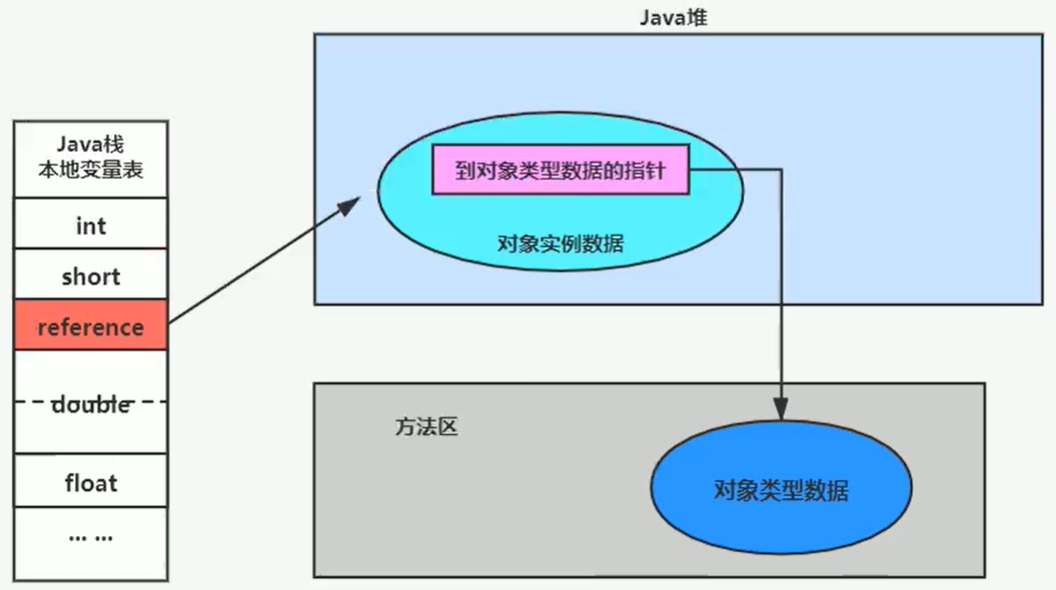 Java堆
Java栈
本地变量表
int
short
reference
double
float
... ...
到对象类型数据的指针
对象实例数据
方法区
对象类型数据